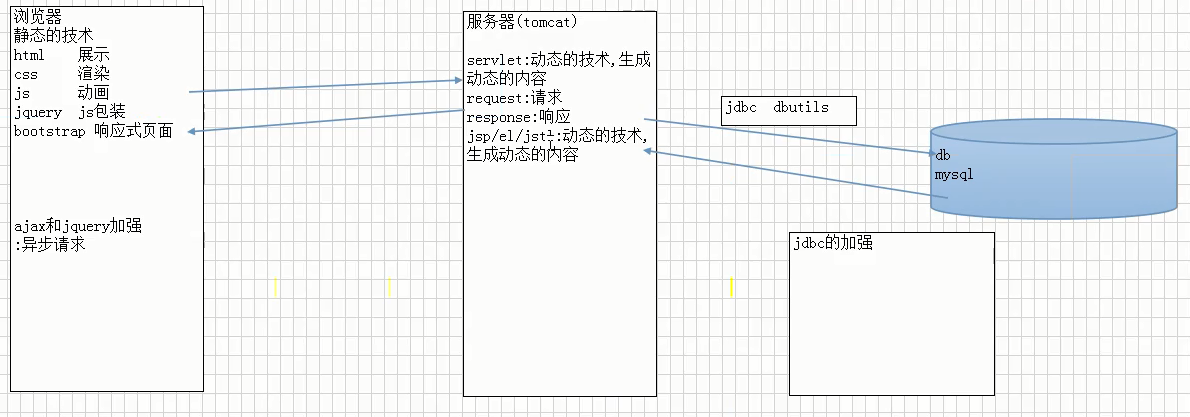 浏览器
静态的技术
html 展示
css 渲染
js 动画
jquery js包装
bootstrap 响应式页面
ajax和jquery加强
:异步请求
服务器(tomcat)
servlet:动态的技术,生成
动态的内容
request:请求
response:响应
jsp/el/jstl:动态的技术,
生成动态的内容
jdbc dbutils
db
mysql
jdbc的加强